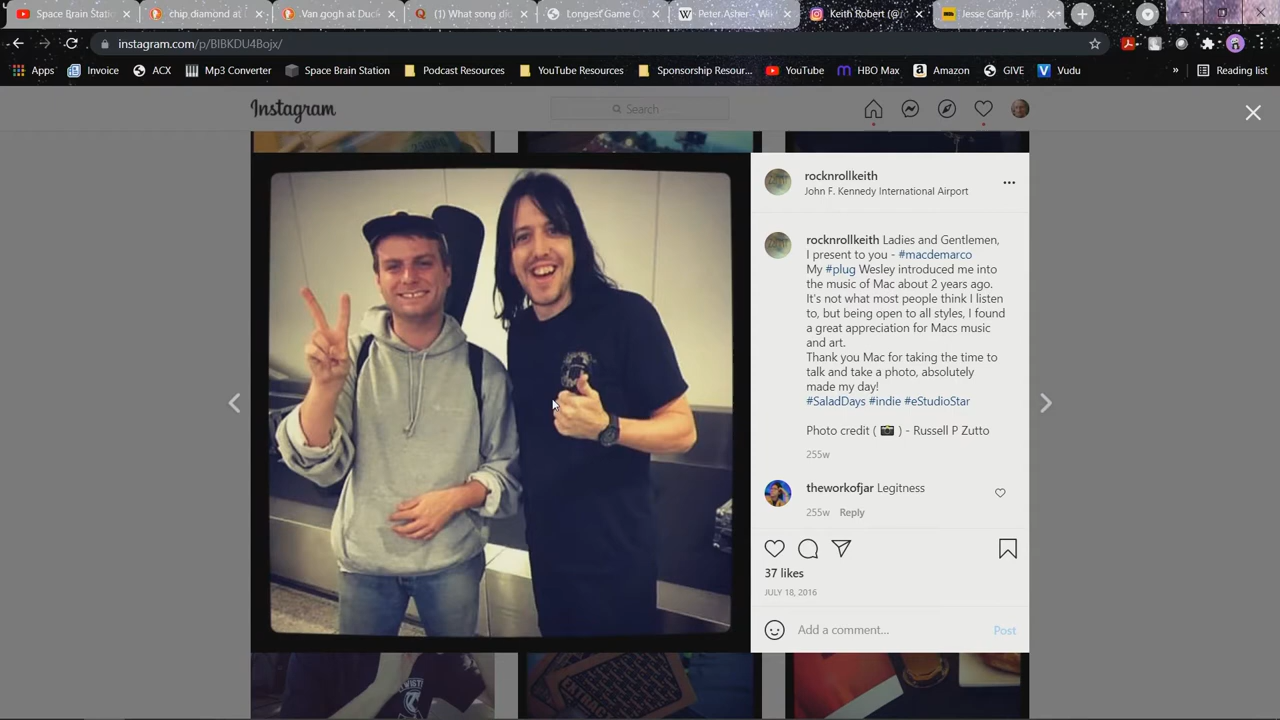 Space Brain Stati
chip diamond at
Van gogh at Duck
(1) What song di
Longest Game O
Peter Asher - Wi
Keith Robert (@r
Jesse Camp - JM
instagram.com/p/BIBKDU4Bojx/
Apps
Invoice
ACX
Mp3 Converter
Space Brain Station
Podcast Resources
YouTube Resources
Sponsorship Resour...
YouTube
HBO Max
Amazon
GIVE
Vudu
»
Reading list
Instagram
Search
rocknrollkeith
John F. Kennedy International Airport
rocknrollkeith Ladies and Gentlemen,
I present to you - #macdemarco
My #plug Wesley introduced me into
the music of Mac about 2 years ago.
It's not what most people think I listen
to, but being open to all styles, I found
a great appreciation for Macs music
and art.
Thank you Mac for taking the time to
talk and take a photo, absolutely
made my day!
#SaladDays #indie #eStudioStar
Photo credit ( 📸 ) - Russell P Zutto
255w
theworkofjar Legitness
255w Reply
37 likes
JULY 18, 2016
Add a comment...
Post